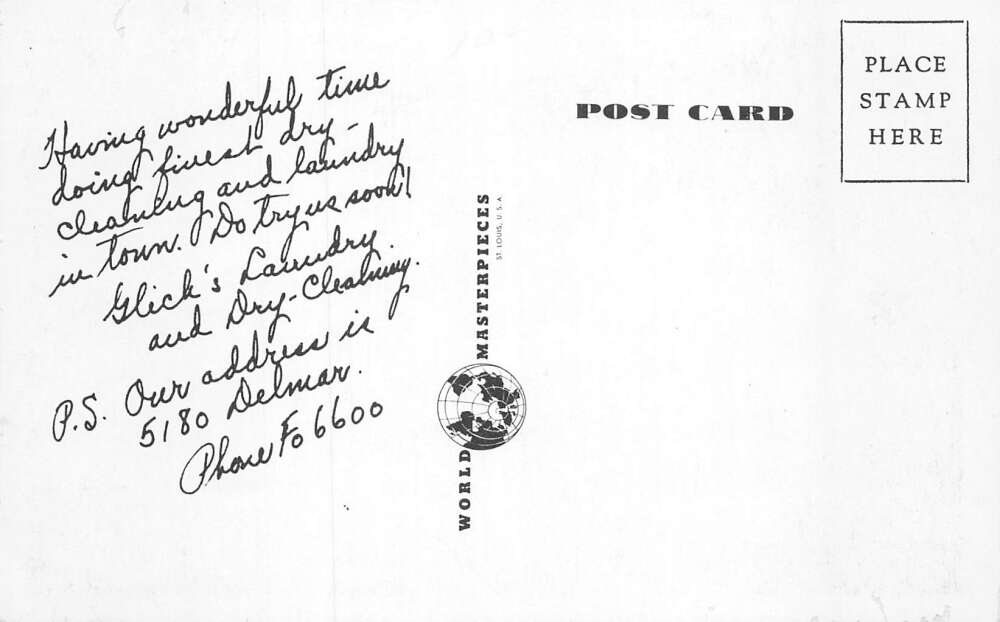 Having wonderful time
doing finest dry-
cleaning and laundry
in town. Do try us soon!
Glick's Laundry
and Dry-Cleaning.
P.S. Our address is
5180 Delmar.
Phone Fo 6600
POST CARD
PLACE
STAMP
HERE
WORLD MASTERPIECES
ST. LOUIS, U.S.A.